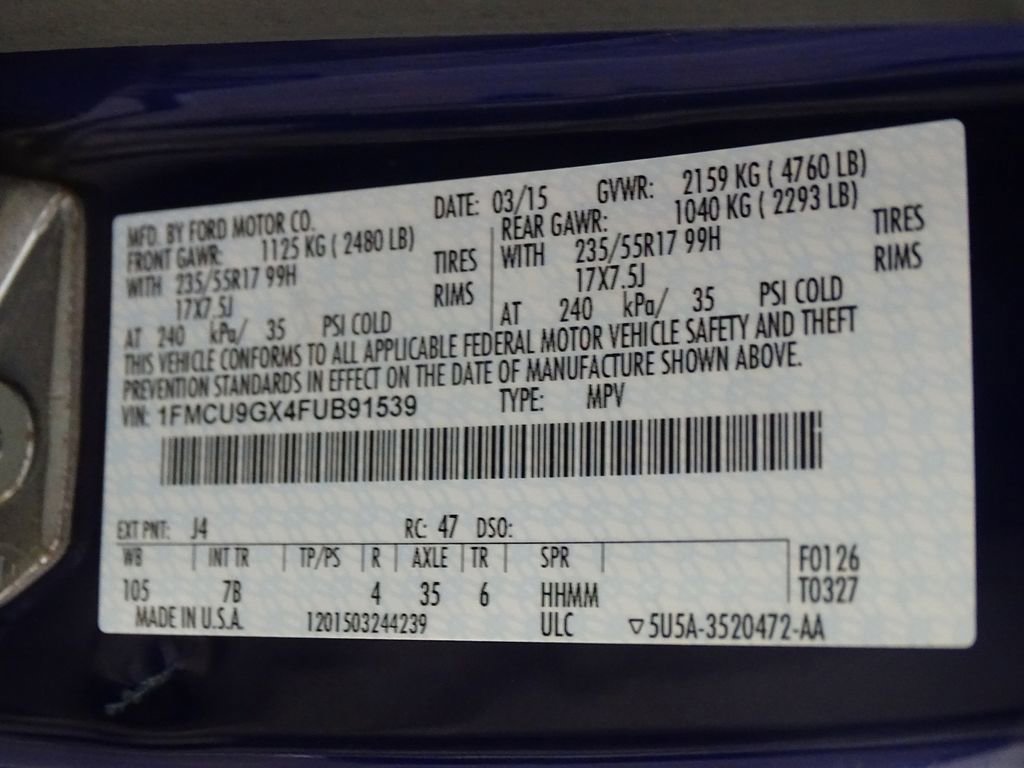 MFD. BY FORD MOTOR CO. DATE: 03/15 GVWR: 2159 KG ( 4760 LB)
FRONT GAWR: 1125 KG ( 2480 LB) REAR GAWR: 1040 KG ( 2293 LB)
WITH 235/55R17 99H TIRES WITH 235/55R17 99H TIRES
17X7.5J RIMS 17X7.5J RIMS
AT 240 kPa/ 35 PSI COLD AT 240 kPa/ 35 PSI COLD
THIS VEHICLE CONFORMS TO ALL APPLICABLE FEDERAL MOTOR VEHICLE SAFETY AND THEFT
PREVENTION STANDARDS IN EFFECT ON THE DATE OF MANUFACTURE SHOWN ABOVE.
VIN: 1FMCU9GX4FUB91539 TYPE: MPV
EXT PNT: J4 RC: 47 DSO:
WB INT TR TP/PS R AXLE TR SPR F0126
105 7B 4 35 6 HHMM T0327
MADE IN U.S.A. 1201503244239 ULC ▽5U5A-3520472-AA